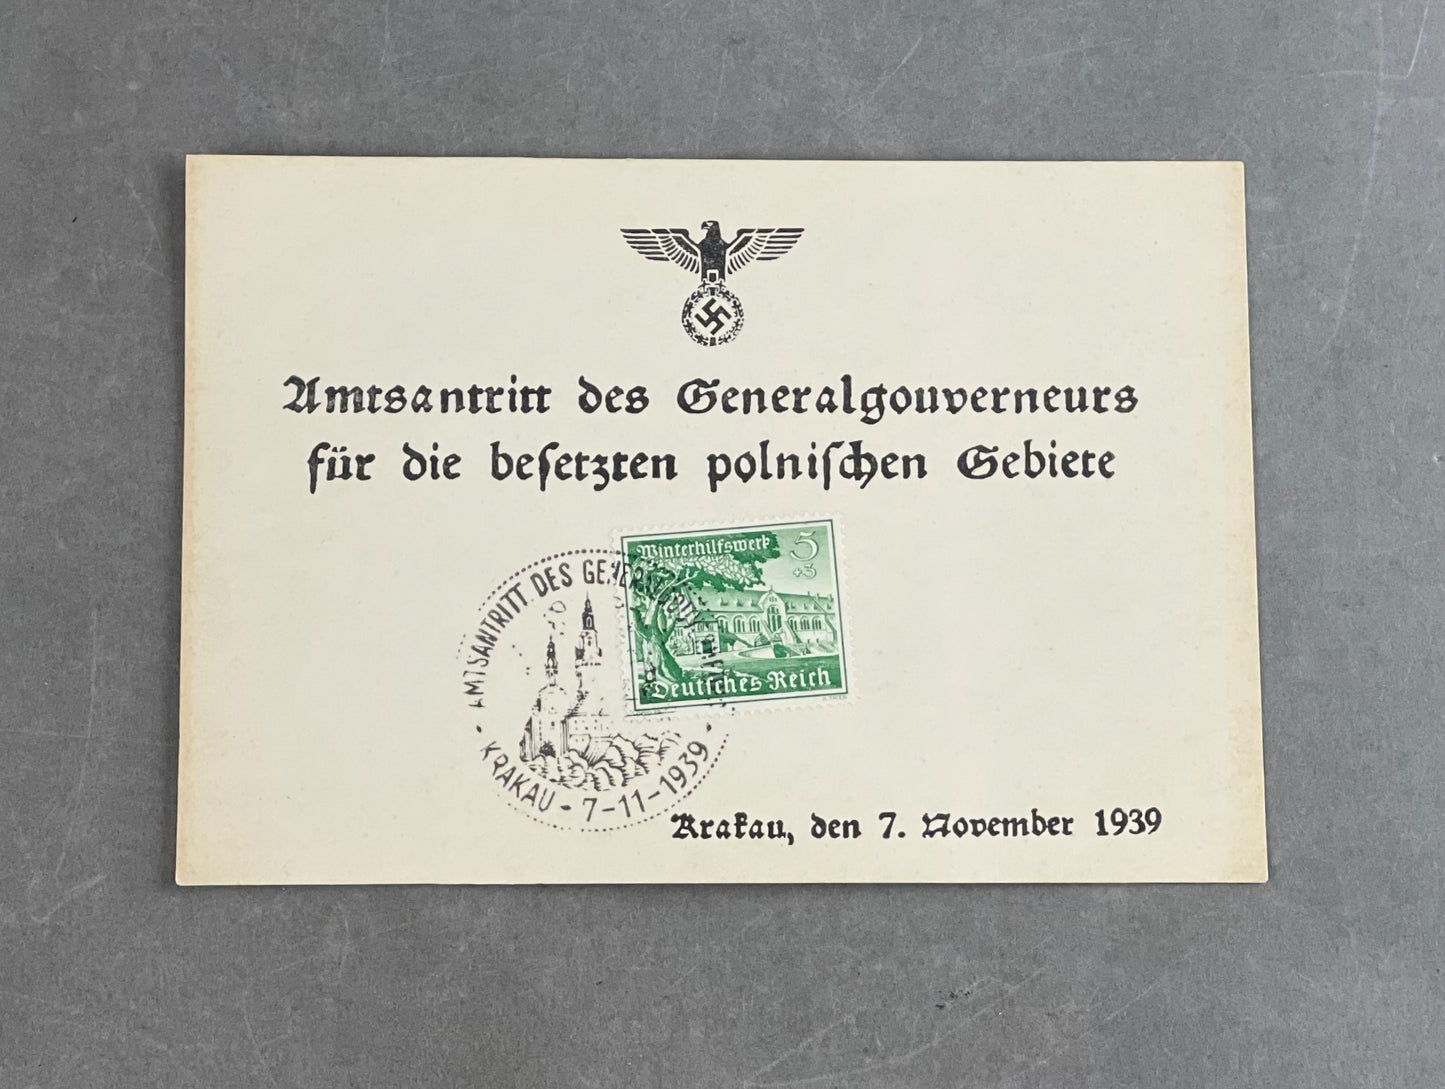 Amtsantritt des Generalgouverneurs
für die besetzten polnischen Gebiete
Winterhilfswerk 5
+3
Deutsches Reich
AMTSANTRITT DES
KRAKAU - 7-11-1939
Krakau, den 7. November 1939